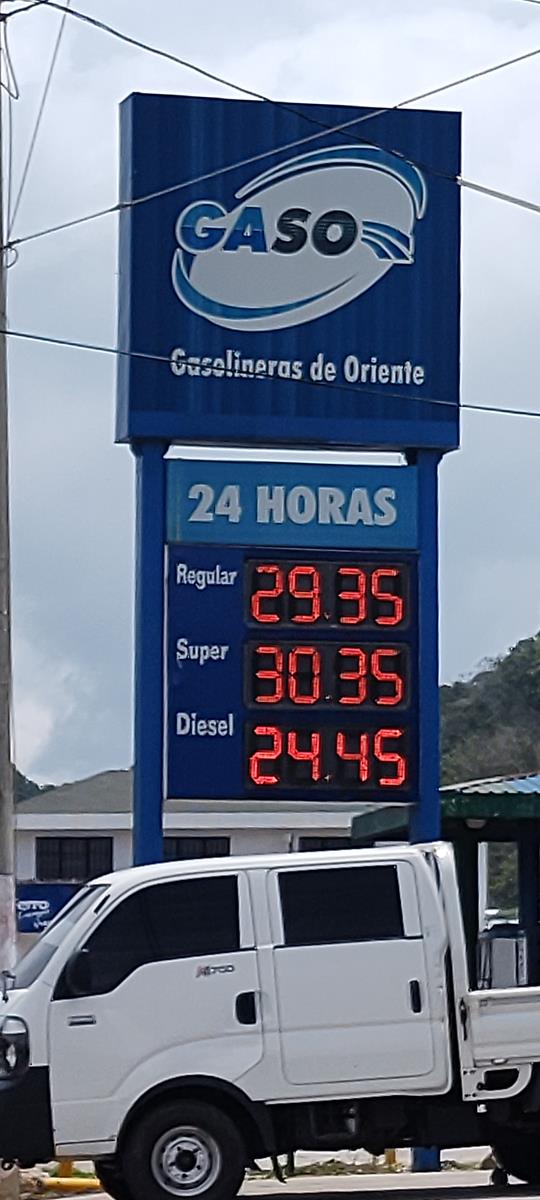 GASO
Gasolineras de Oriente
24 HORAS
Regular 29.35
Super 30.35
Diesel 24.45